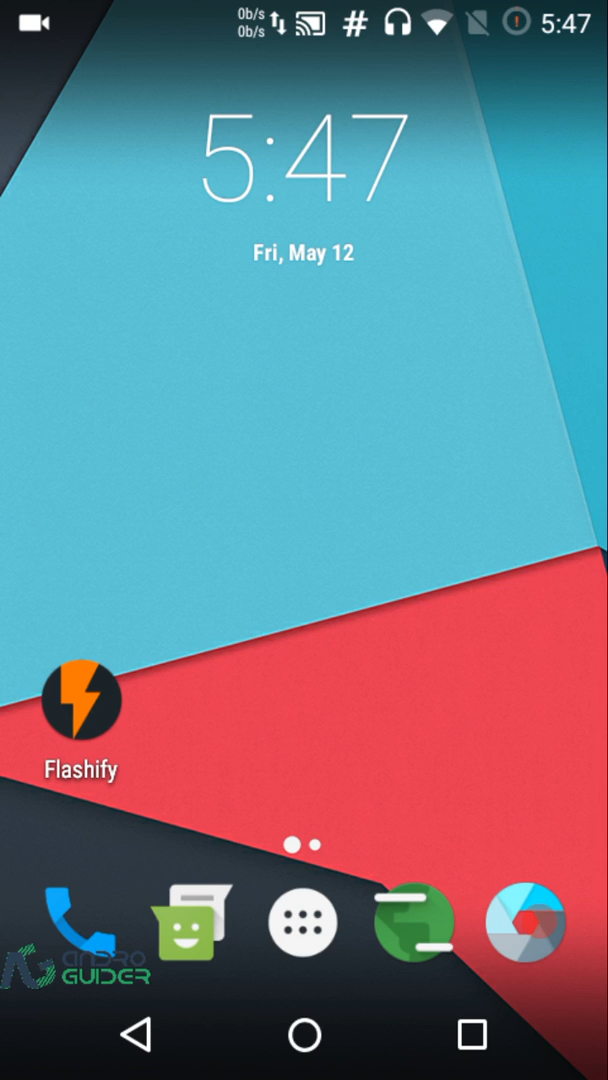 0b/s
0b/s
# 5:47
5:47
Fri, May 12
Flashify
ANDRO
GUIDER